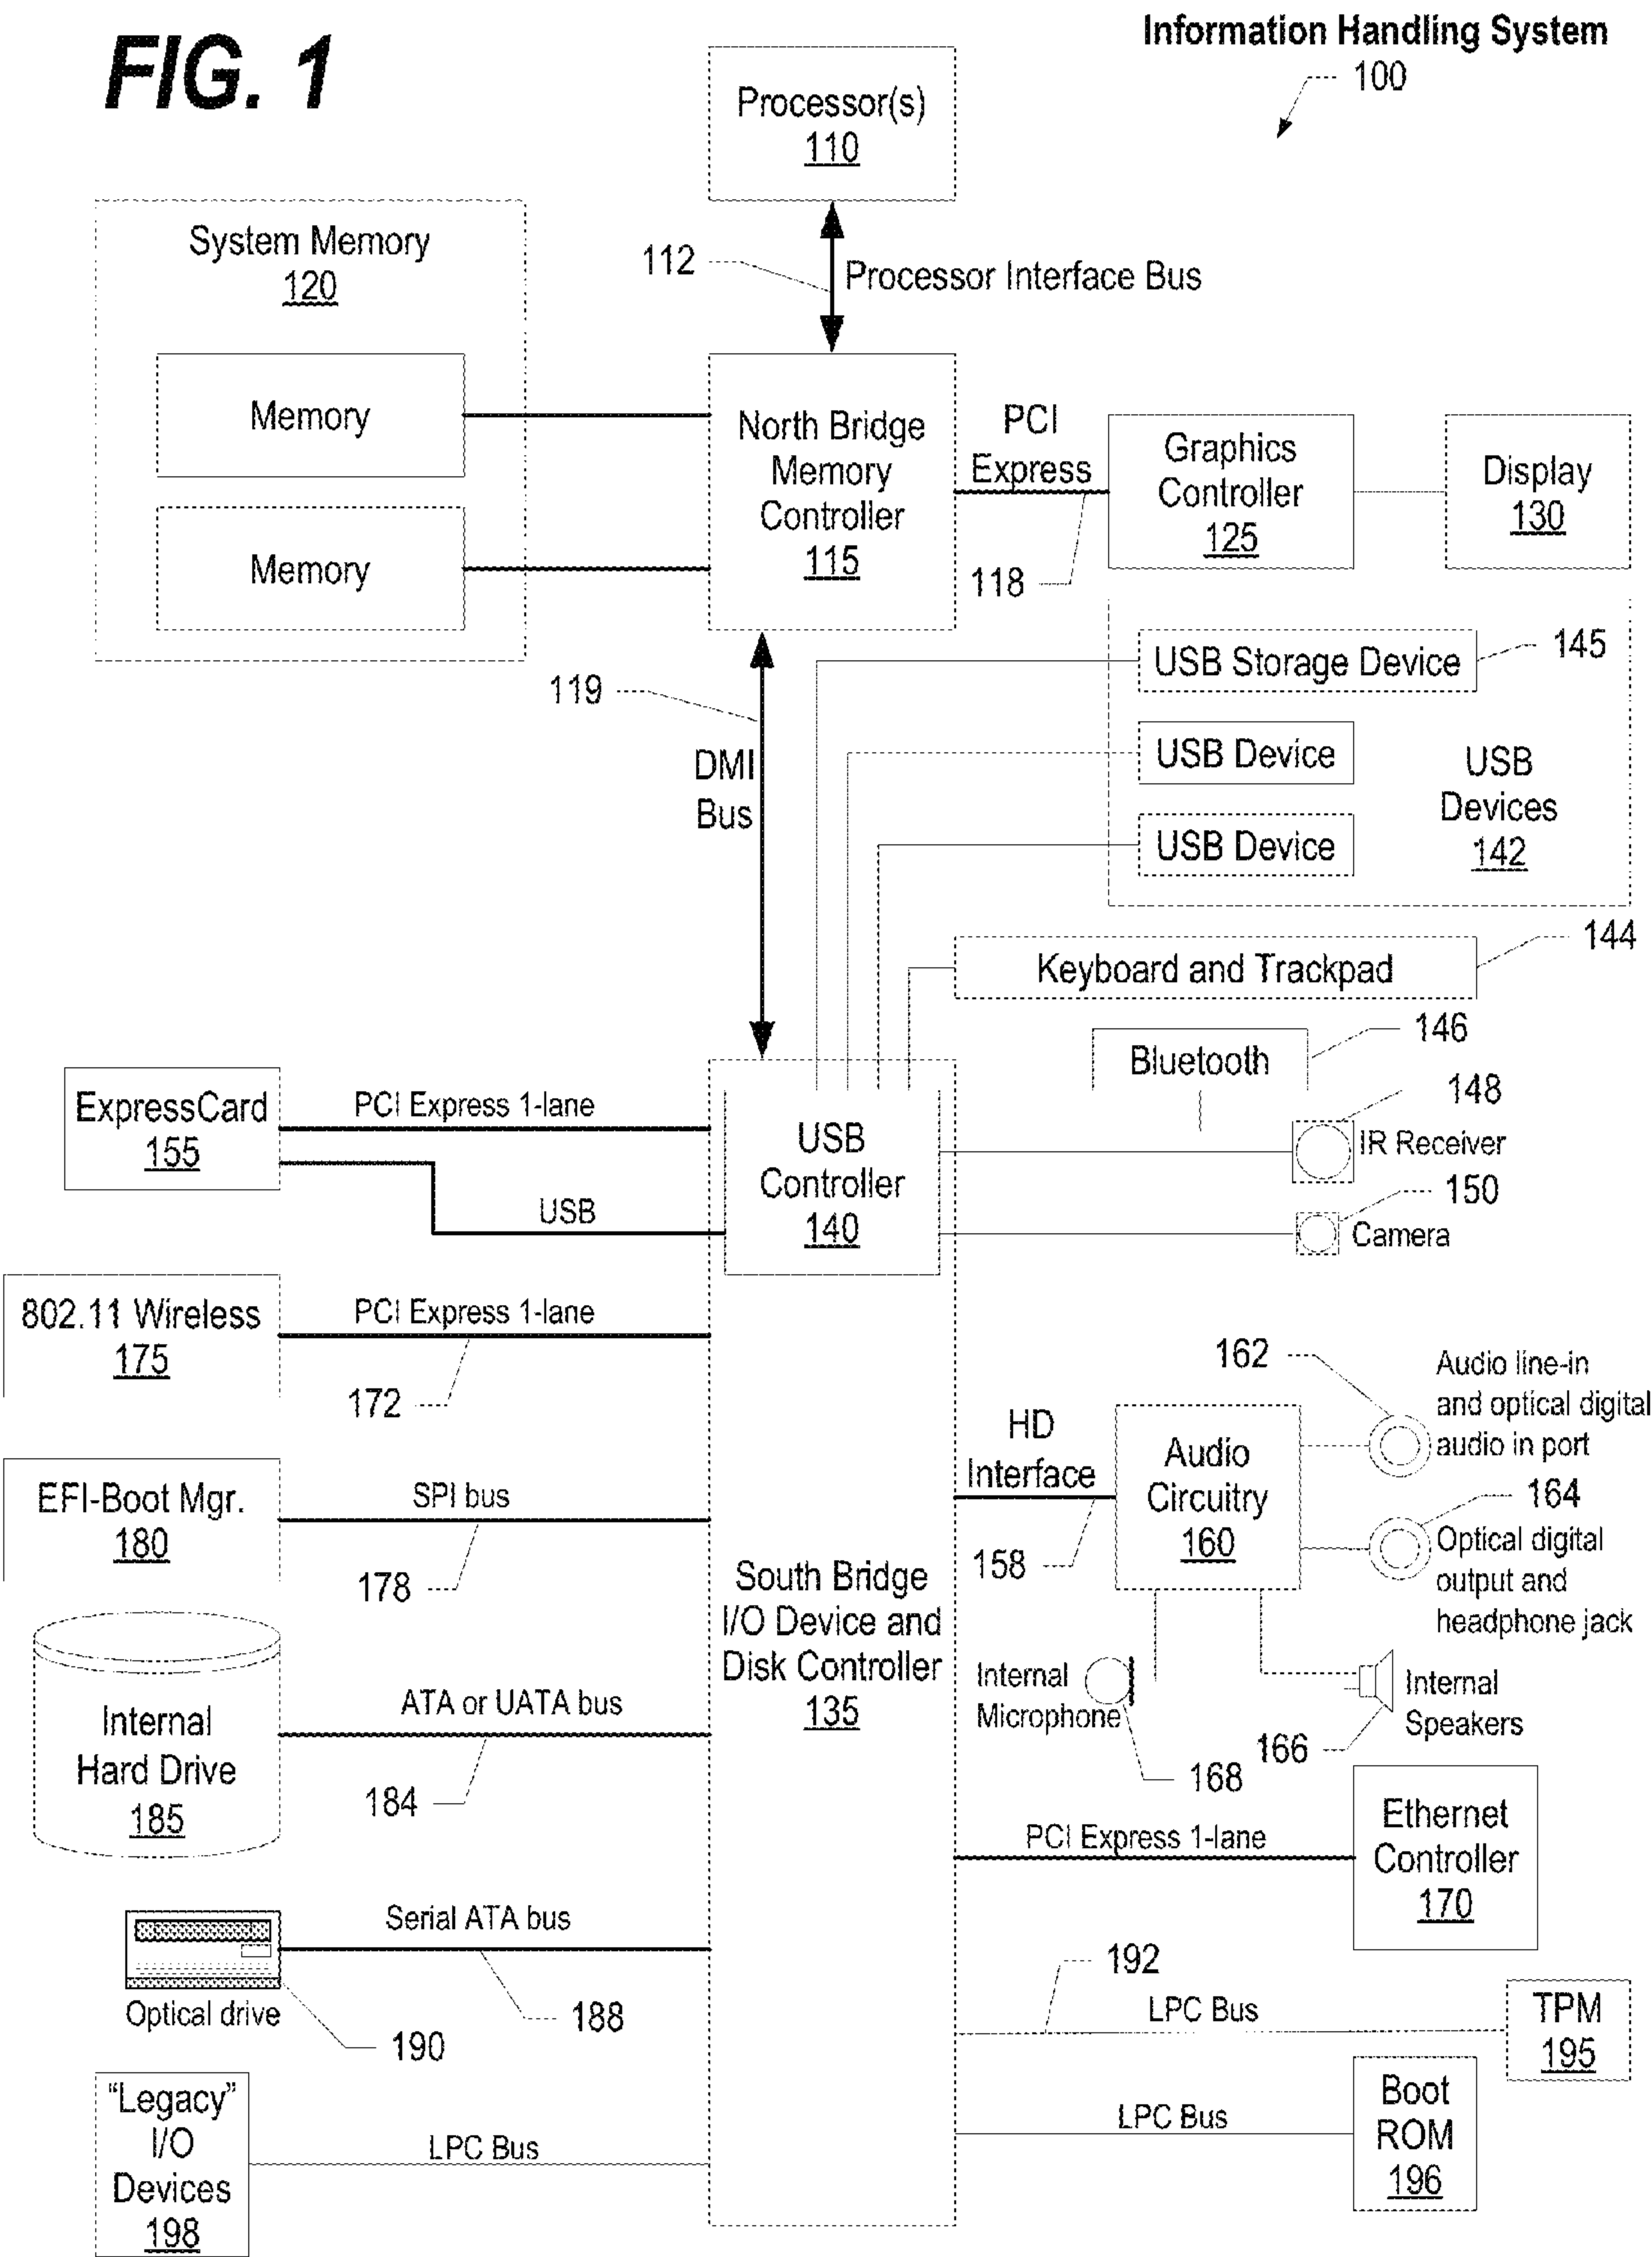 FIG. 1
Information Handling System
100
Processor(s)
110
System Memory
120
112
Processor Interface Bus
Memory
Memory
North Bridge
Memory
Controller
115
PCI
Express
118
Graphics
Controller
125
Display
130
119
DMI
Bus
USB Storage Device
145
USB Device
USB Device
USB
Devices
142
144
Keyboard and Trackpad
146
Bluetooth
148
IR Receiver
150
Camera
ExpressCard
155
PCI Express 1-lane
USB
USB
Controller
140
802.11 Wireless
175
PCI Express 1-lane
172
162
Audio line-in
and optical digital
audio in port
HD
Interface
158
Audio
Circuitry
160
164
Optical digital
output and
headphone jack
EFI-Boot Mgr.
180
SPI bus
178
South Bridge
I/O Device and
Disk Controller
135
Internal
Microphone
168
Internal
Speakers
166
Internal
Hard Drive
185
ATA or UATA bus
184
PCI Express 1-lane
Ethernet
Controller
170
Serial ATA bus
188
Optical drive
190
192
LPC Bus
TPM
195
"Legacy"
I/O
Devices
198
LPC Bus
LPC Bus
Boot
ROM
196